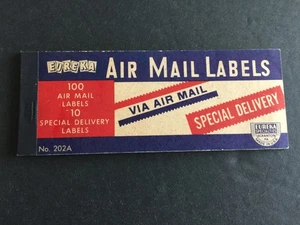 EUREKA AIR MAIL LABELS
100
AIR MAIL
LABELS
10
SPECIAL DELIVERY
LABELS
VIA AIR MAIL
SPECIAL DELIVERY
No. 202A
EUREKA